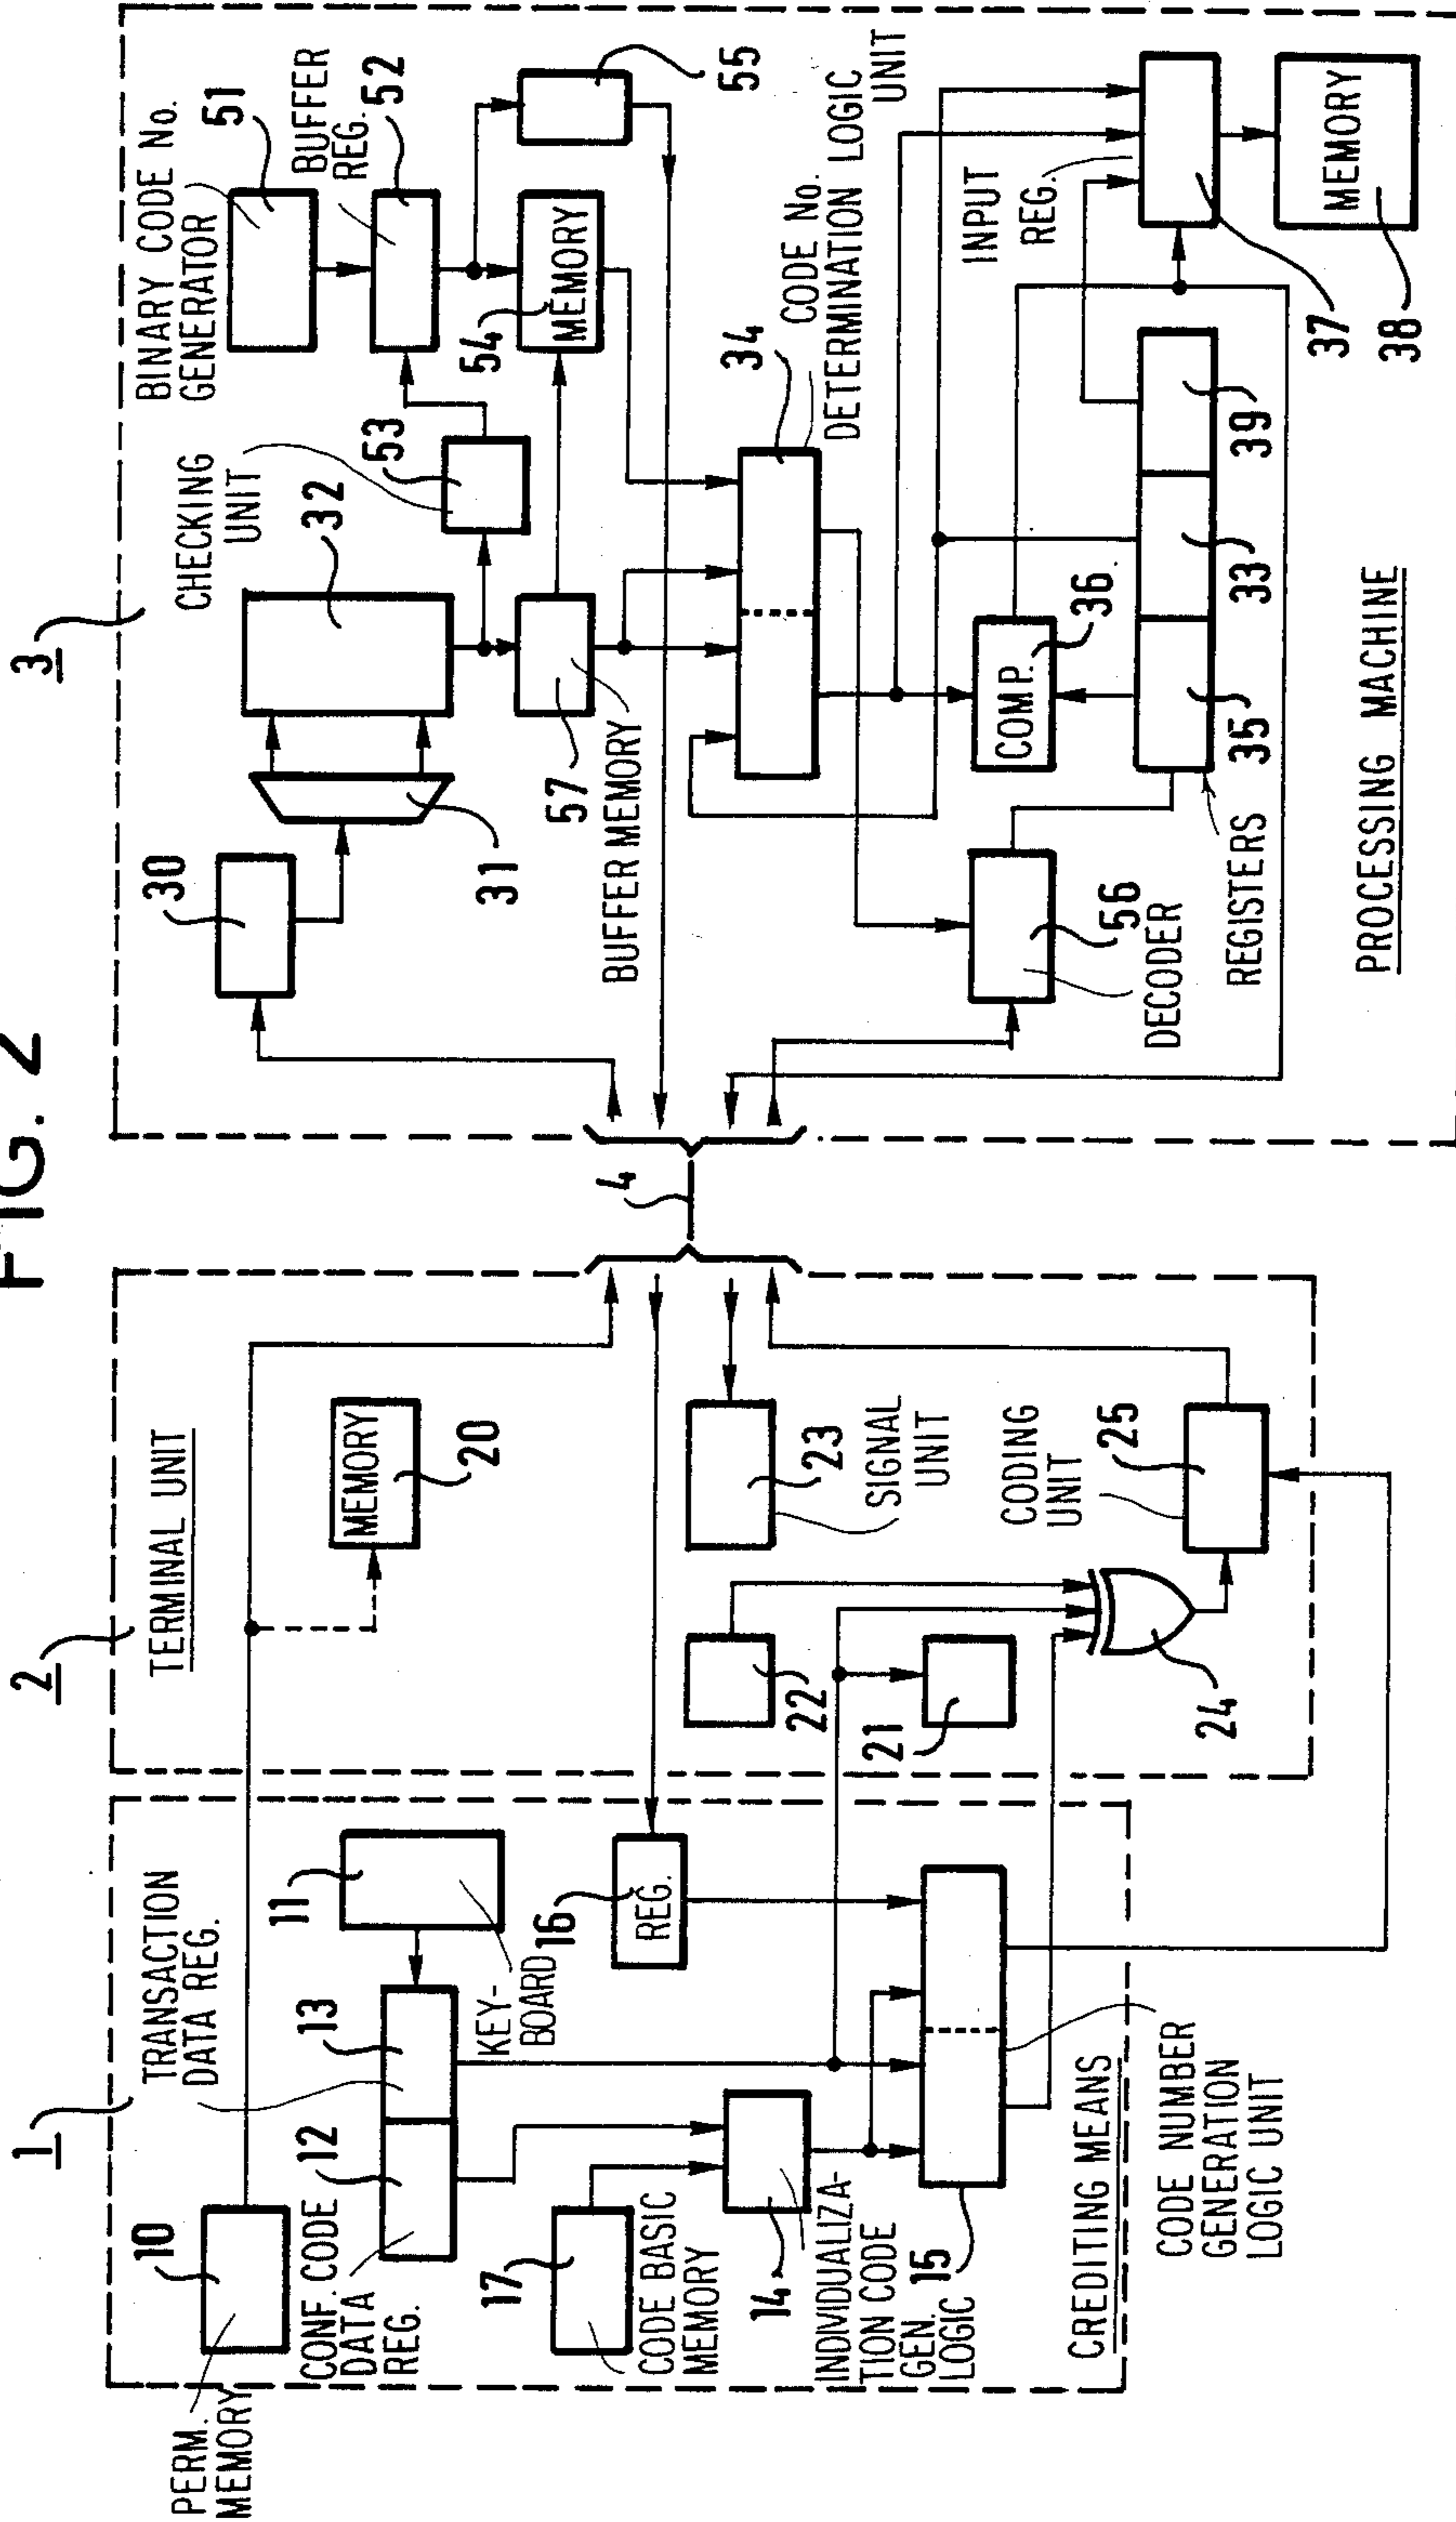 FIG. 2
1
2
3
4
PERM.
MEMORY
10
TRANSACTION
DATA REG.
CONF. CODE
DATA
REG.
12
13
11
KEY-
BOARD
17
CODE BASIC
MEMORY
16
REG.
14
INDIVIDUALIZA-
TION CODE
GEN.
LOGIC
15
CREDITING MEANS
CODE NUMBER
GENERATION
LOGIC UNIT
TERMINAL UNIT
MEMORY
20
22
21
23
SIGNAL
UNIT
CODING
UNIT
25
24
30
31
CHECKING
UNIT
32
53
BINARY CODE No.
GENERATOR
51
BUFFER
REG.
52
54
MEMORY
55
57
BUFFER MEMORY
34
CODE No.
DETERMINATION LOGIC
UNIT
INPUT
REG.
COMP.
36
56
DECODER
REGISTERS
35
33
39
37
MEMORY
38
PROCESSING MACHINE